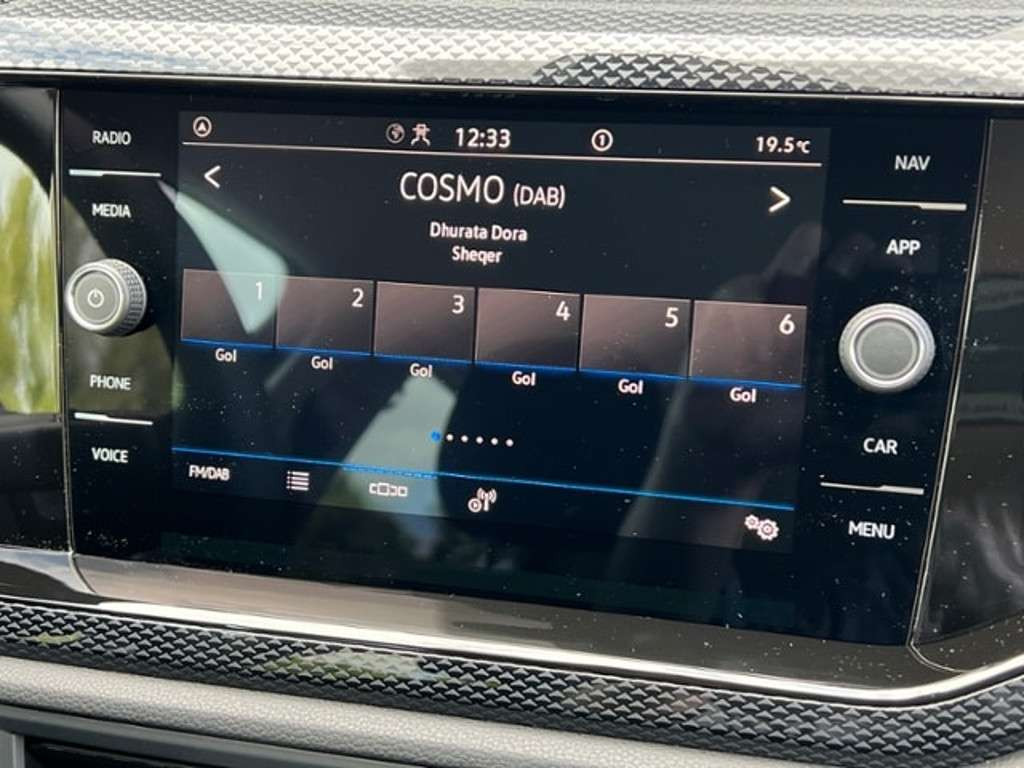 RADIO
MEDIA
PHONE
VOICE
12:33
19.5°C
COSMO (DAB)
Dhurata Dora
Sheqer
1 2 3 4 5 6
Gol Gol Gol Gol Gol Gol
FM/DAB
NAV
APP
CAR
MENU